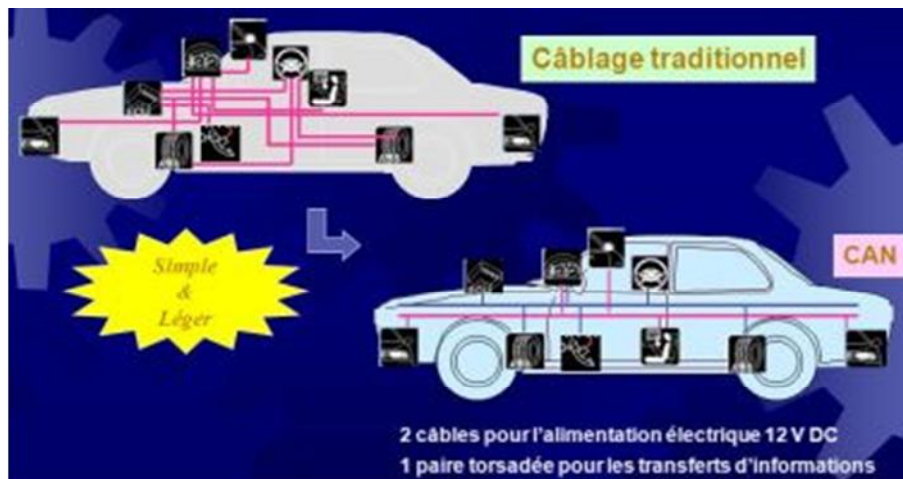 Câblage traditionnel
Simple
&
Léger
CAN
2 câbles pour l'alimentation électrique 12 V DC
1 paire torsadée pour les transferts d'informations